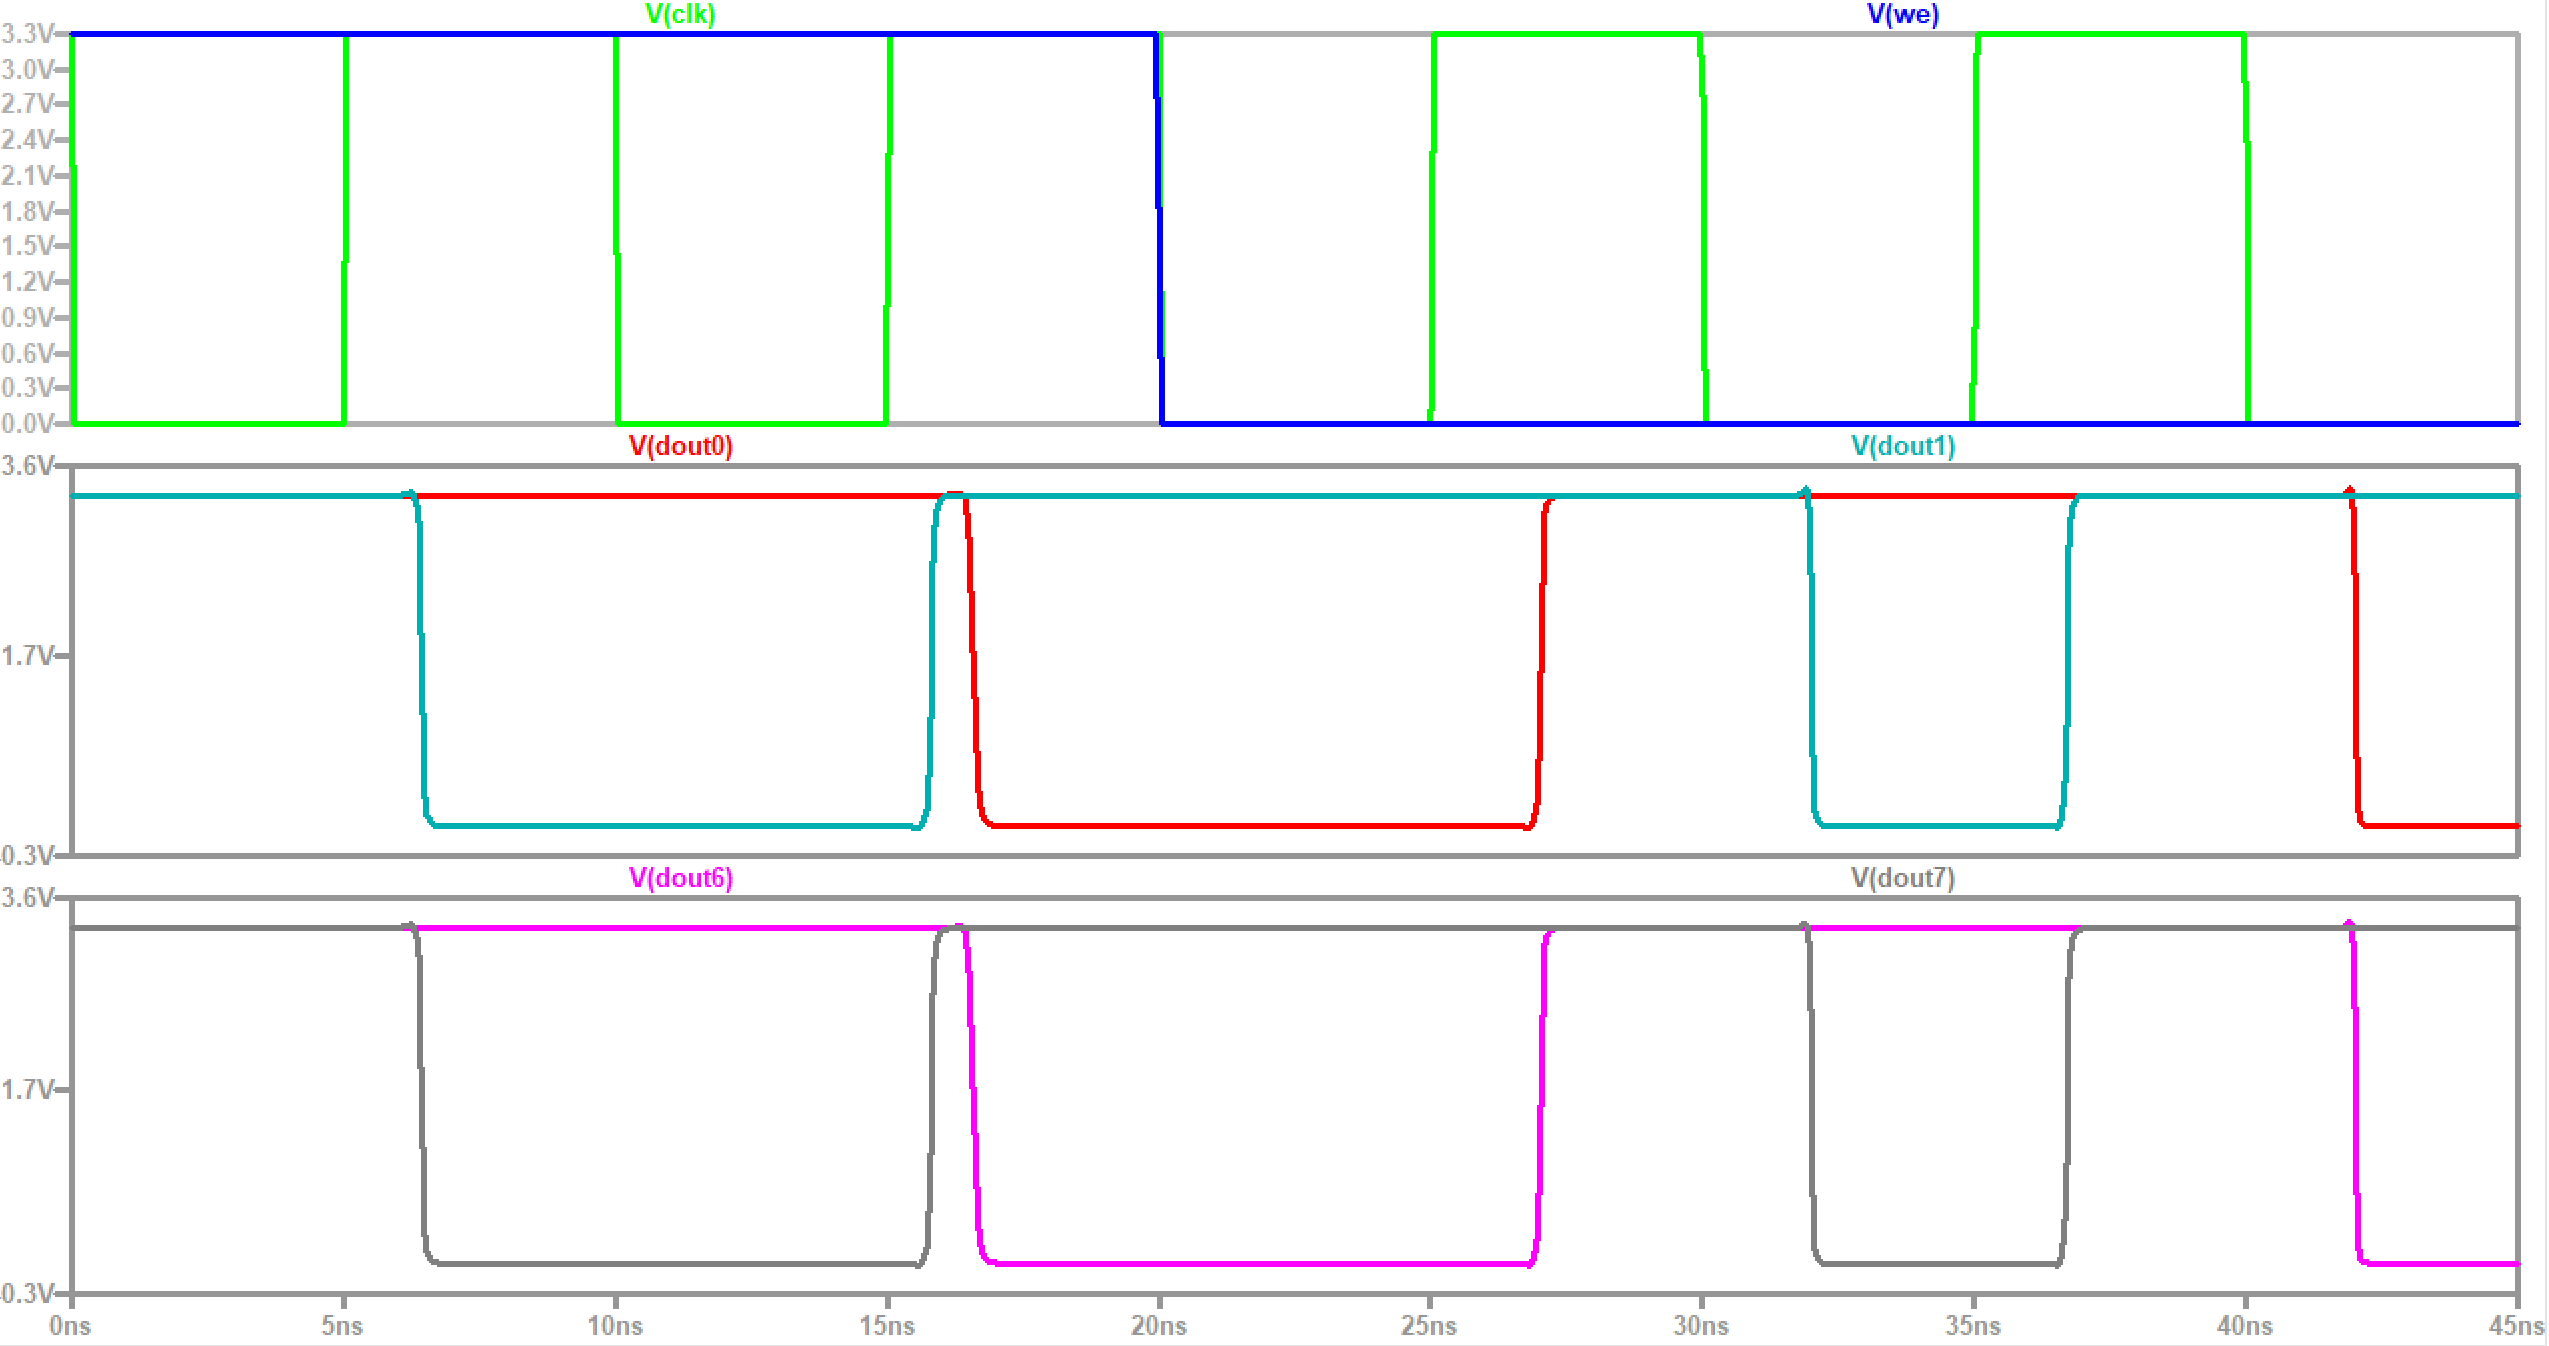 V(clk) V(we)
3.3V
3.0V
2.7V
2.4V
2.1V
1.8V
1.5V
1.2V
0.9V
0.6V
0.3V
0.0V
V(dout0) V(dout1)
3.6V
1.7V
0.3V
V(dout6) V(dout7)
3.6V
1.7V
0.3V
0ns 5ns 10ns 15ns 20ns 25ns 30ns 35ns 40ns 45ns